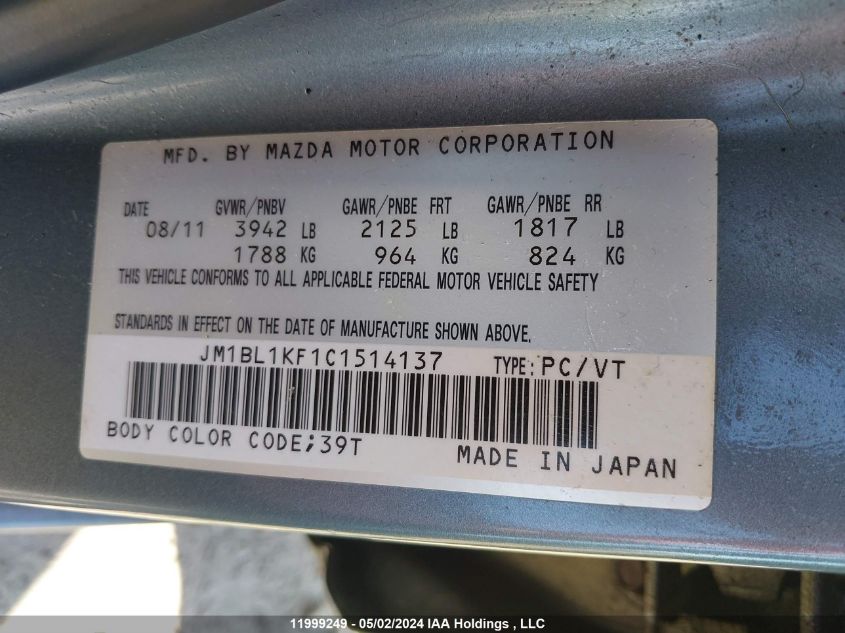 MFD. BY MAZDA MOTOR CORPORATION
DATE GVWR/PNBV GAWR/PNBE FRT GAWR/PNBE RR
08/11 3942 LB 2125 LB 1817 LB
1788 KG 964 KG 824 KG
THIS VEHICLE CONFORMS TO ALL APPLICABLE FEDERAL MOTOR VEHICLE SAFETY
STANDARDS IN EFFECT ON THE DATE OF MANUFACTURE SHOWN ABOVE.
JM1BL1KF1C1514137 TYPE:PC/VT
BODY COLOR CODE;39T
MADE IN JAPAN
11999249 - 05/02/2024 IAA Holdings , LLC